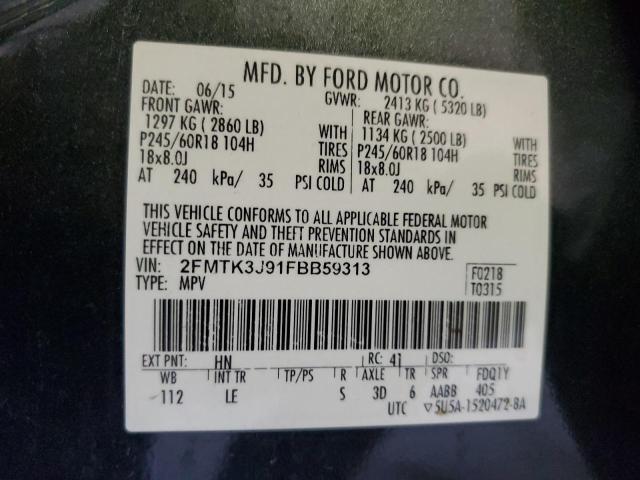 MFD. BY FORD MOTOR CO.
DATE: 06/15 GVWR: 2413 KG ( 5320 LB)
FRONT GAWR: REAR GAWR:
1297 KG ( 2860 LB) WITH 1134 KG ( 2500 LB) WITH
P245/60R18 104H TIRES P245/60R18 104H TIRES
18x8.0J RIMS 18x8.0J RIMS
AT 240 kPa/ 35 PSI COLD AT 240 kPa/ 35 PSI COLD
THIS VEHICLE CONFORMS TO ALL APPLICABLE FEDERAL MOTOR
VEHICLE SAFETY AND THEFT PREVENTION STANDARDS IN
EFFECT ON THE DATE OF MANUFACTURE SHOWN ABOVE.
VIN: 2FMTK3J91FBB59313 F0218
TYPE: MPV T0315
EXT PNT: HN RC: 41 DSO:
WB INT TR TP/PS R AXLE TR SPR FDQ1Y
112 LE S 3D 6 AABB 405
UTC ▽5U5A-1520472-BA